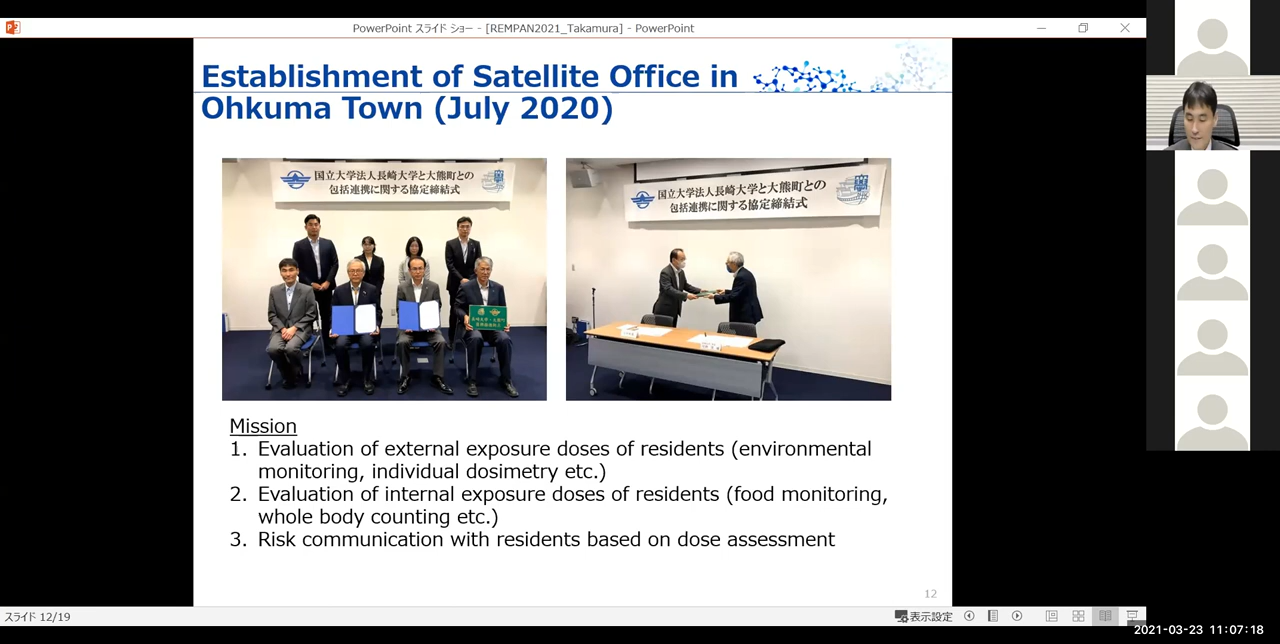 PowerPoint スライド ショー - [REMPAN2021_Takamura] - PowerPoint
Establishment of Satellite Office in
Ohkuma Town (July 2020)
国立大学法人長崎大学と大熊町との
包括連携に関する協定締結式
国立大学法人長崎大学と大熊町との
包括連携に関する協定締結式
Mission
1. Evaluation of external exposure doses of residents (environmental
monitoring, individual dosimetry etc.)
2. Evaluation of internal exposure doses of residents (food monitoring,
whole body counting etc.)
3. Risk communication with residents based on dose assessment
12
スライド 12/19
表示設定
2021-03-23 11:07:18